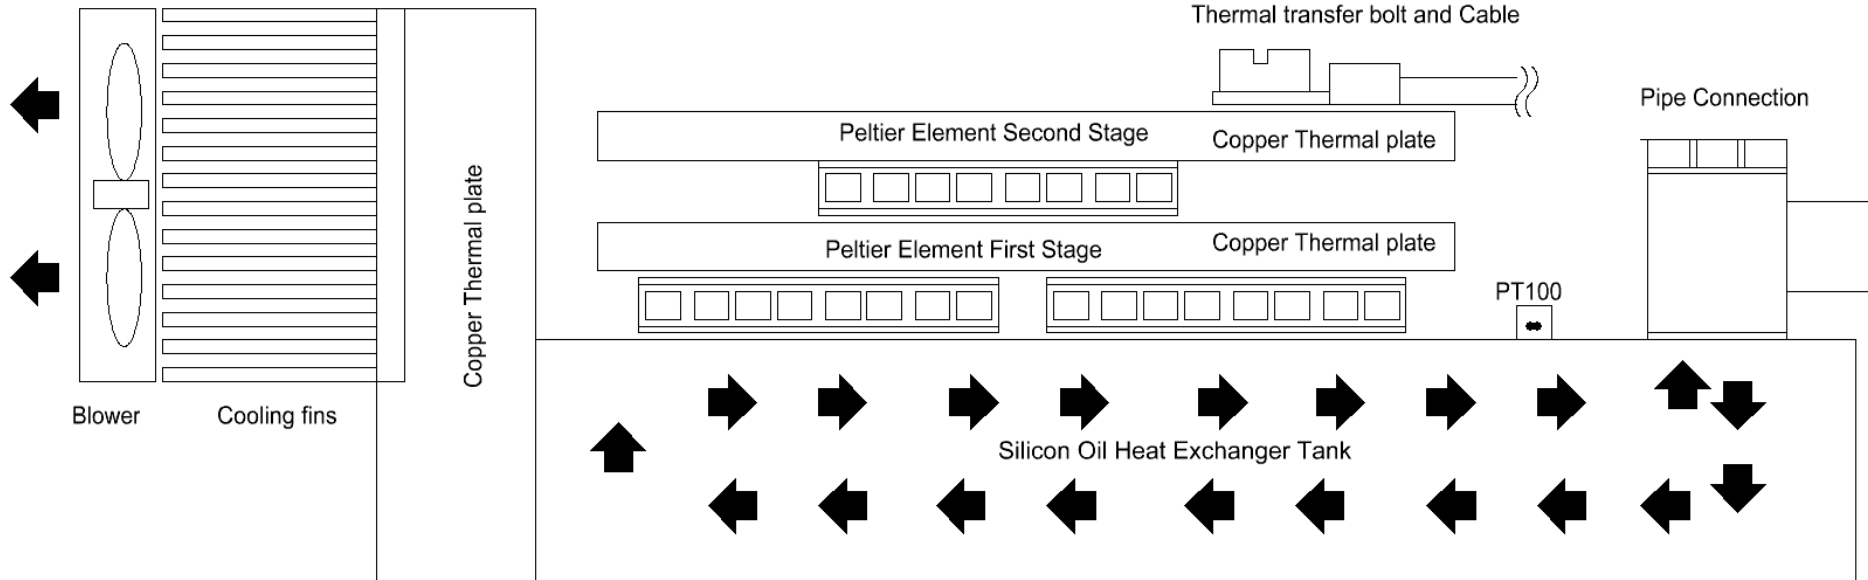 Thermal transfer bolt and Cable
Pipe Connection
Peltier Element Second Stage
Copper Thermal plate
Peltier Element First Stage
Copper Thermal plate
Copper Thermal plate
PT100
Blower
Cooling fins
Silicon Oil Heat Exchanger Tank